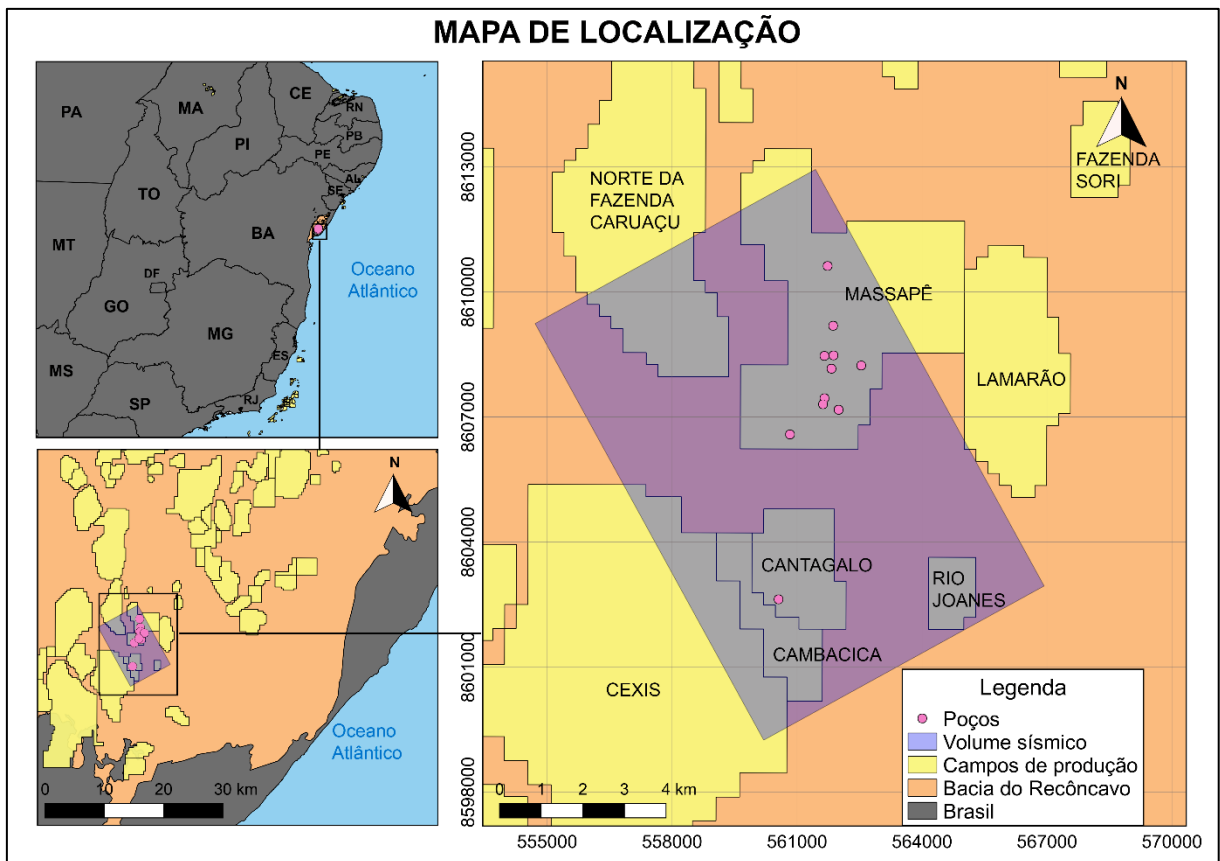 MAPA DE LOCALIZAÇÃO
PA
MA
CE
RN
PB
PI
PE
AL
SE
TO
BA
MT
DF
GO
Oceano
Atlântico
MG
ES
MS
SP
RJ
N
Oceano
Atlântico
0 10 20 30 km
N
8613000
8610000
8607000
8604000
8601000
8598000
NORTE DA
FAZENDA
CARUAÇU
FAZENDA
SORI
MASSAPÊ
LAMARÃO
CANTAGALO
RIO
JOANES
CAMBACICA
CEXIS
0 1 2 3 4 km
Legenda
Poços
Volume sísmico
Campos de produção
Bacia do Recôncavo
Brasil
555000 558000 561000 564000 567000 570000